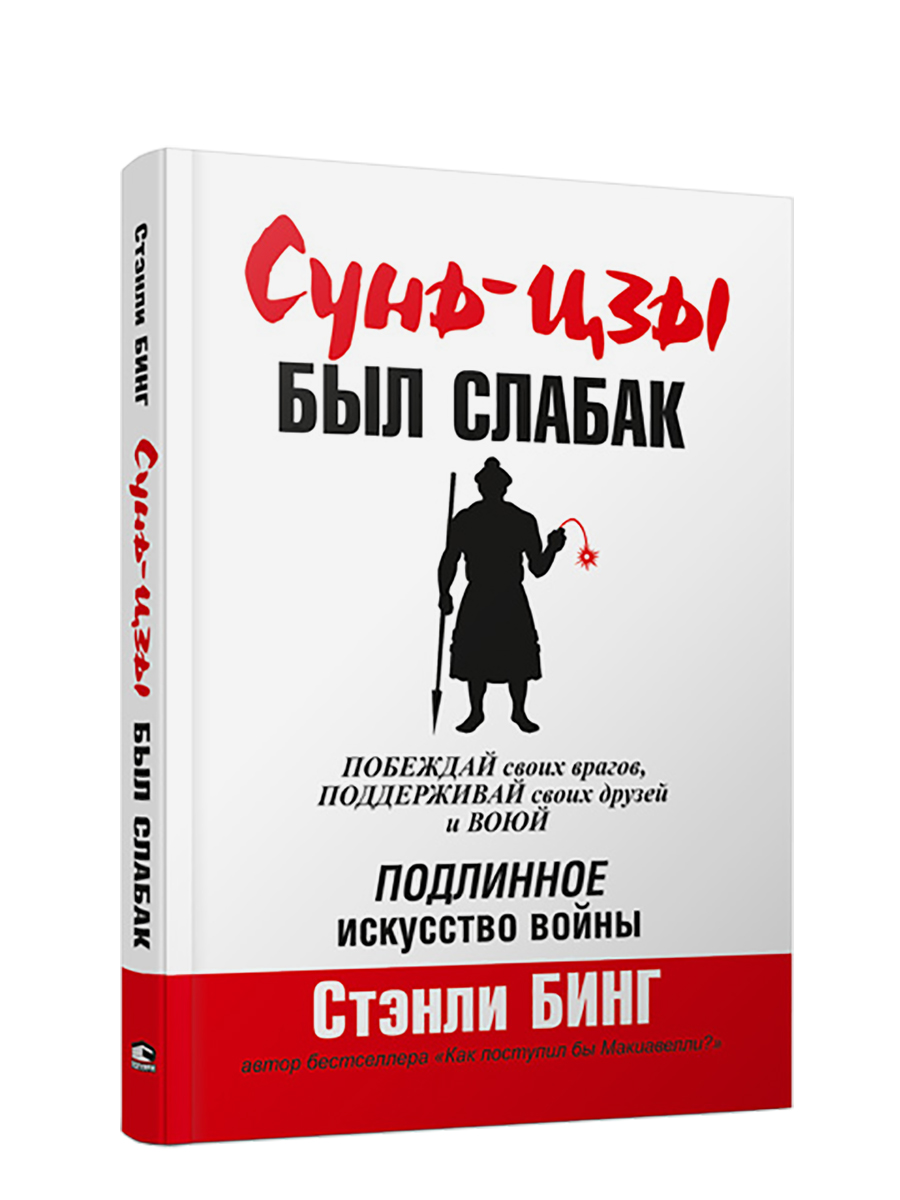 Сунь-цзы
БЫЛ СЛАБАК
ПОБЕЖДАЙ своих врагов,
ПОДДЕРЖИВАЙ своих друзей
и ВОЮЙ
ПОДЛИННОЕ
искусство войны
Стэнли БИНГ
автор бестселлера «Как поступил бы Макиавелли?»
Стэнли БИНГ Сунь-цзы БЫЛ СЛАБАК